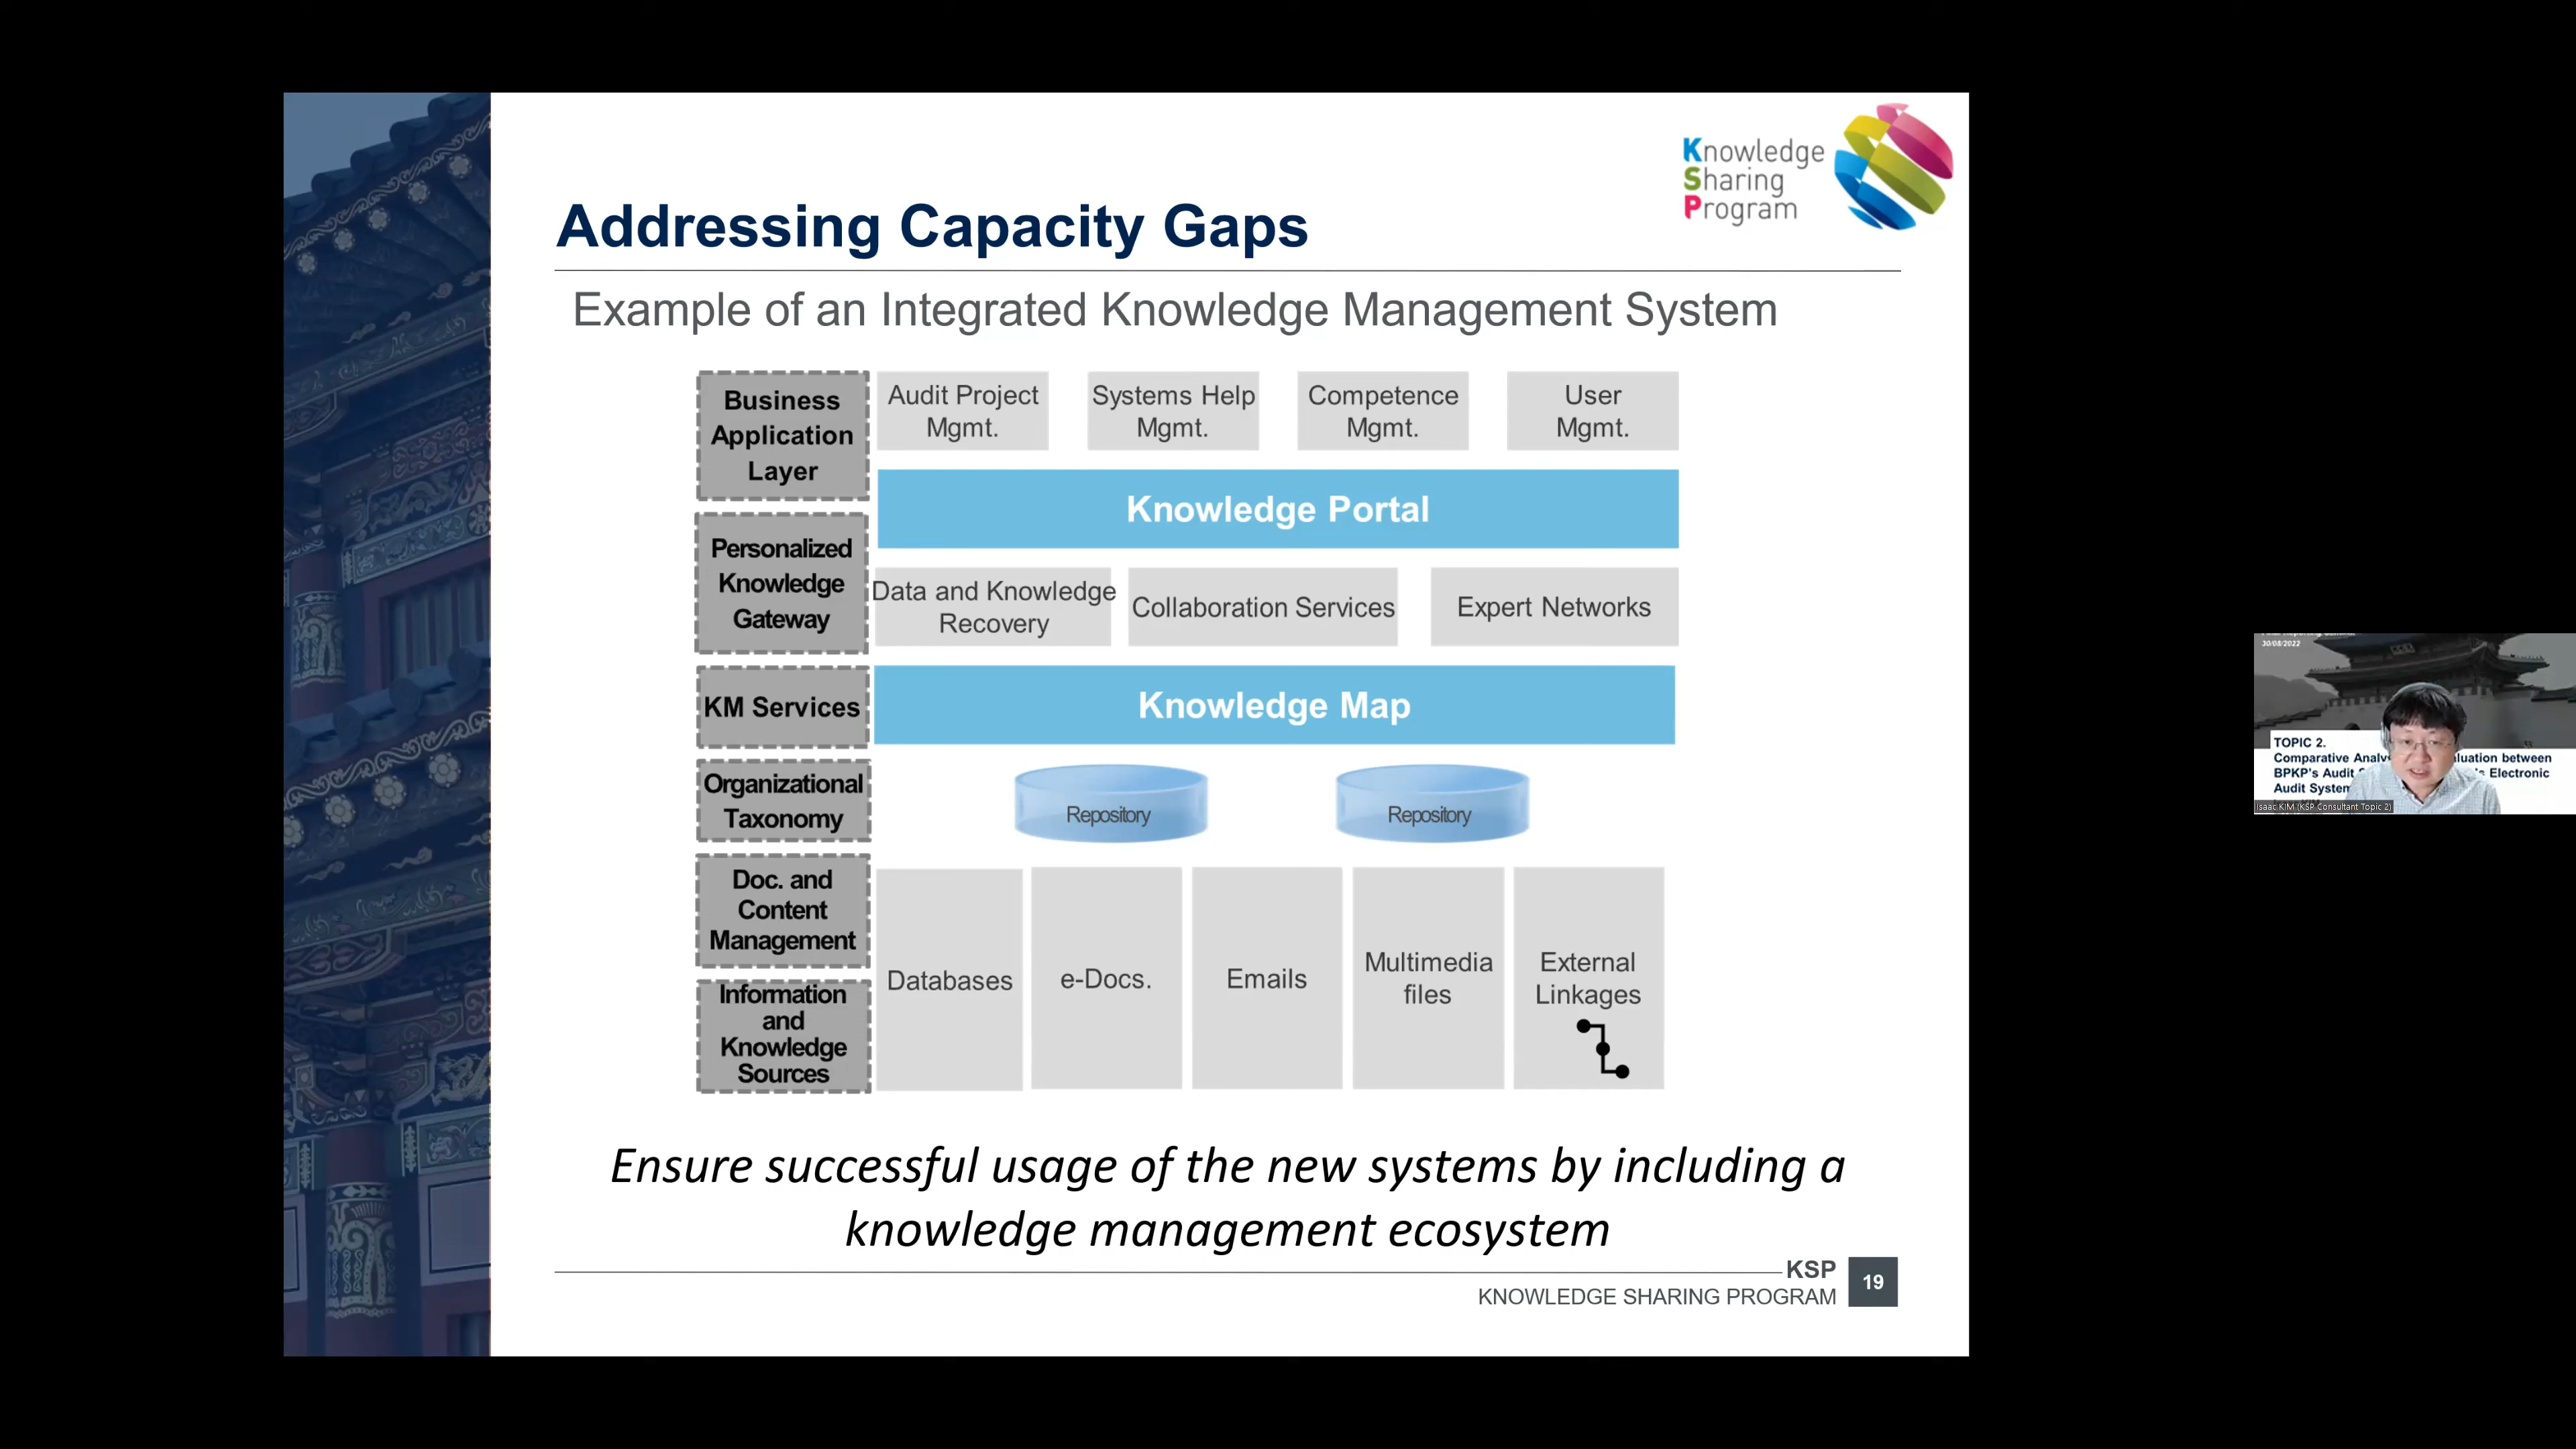 Knowledge
Sharing
Program
Addressing Capacity Gaps
Example of an Integrated Knowledge Management System
Business
Application
Layer
Audit Project
Mgmt.
Systems Help
Mgmt.
Competence
Mgmt.
User
Mgmt.
Knowledge Portal
Personalized
Knowledge
Gateway
Data and Knowledge
Recovery
Collaboration Services
Expert Networks
KM Services
Knowledge Map
Organizational
Taxonomy
Repository
Repository
Doc. and
Content
Management
Information
and
Knowledge
Sources
Databases
e-Docs.
Emails
Multimedia
files
External
Linkages
Ensure successful usage of the new systems by including a
knowledge management ecosystem
KSP
KNOWLEDGE SHARING PROGRAM
19
30/08/2022
TOPIC 2.
Comparative between
BPKP's Audit Electronic
Audit System
Isaac KIM (KSP Consultant Topic 2)